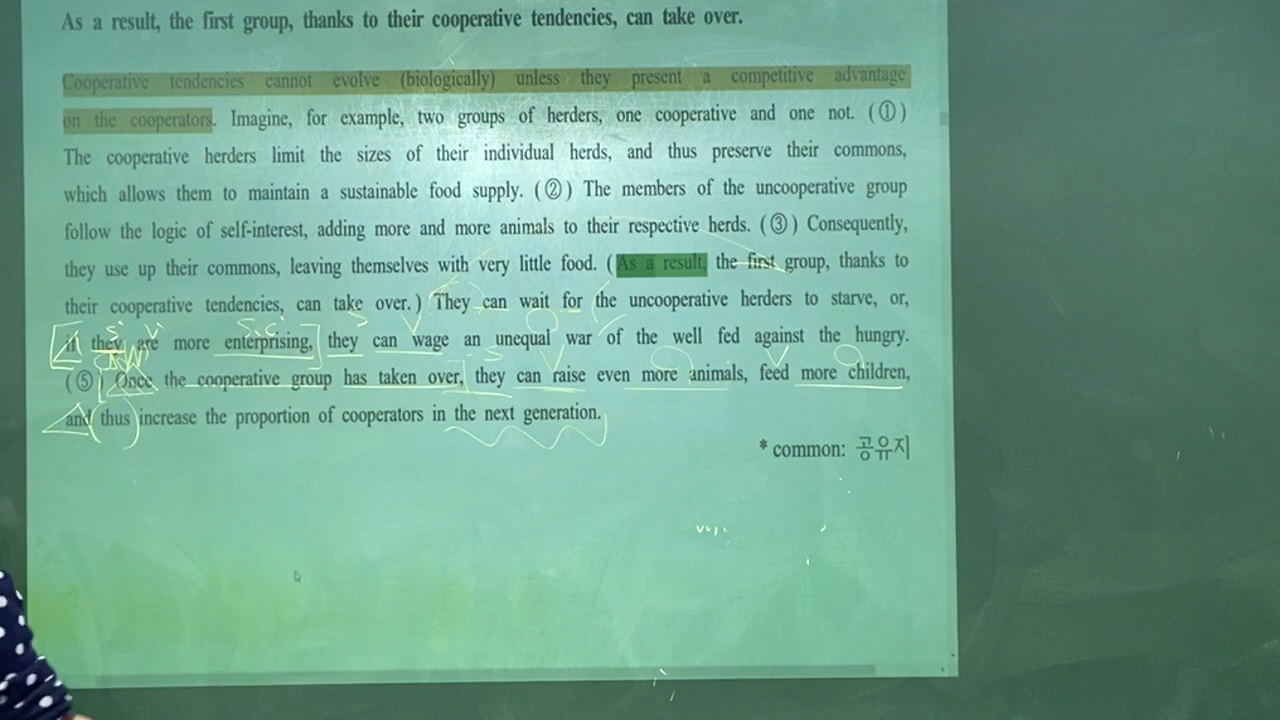 As a result, the first group, thanks to their cooperative tendencies, can take over.
Cooperative tendencies cannot evolve (biologically) unless they present a competitive advantage
on the cooperators. Imagine, for example, two groups of herders, one cooperative and one not. (①)
The cooperative herders limit the sizes of their individual herds, and thus preserve their commons,
which allows them to maintain a sustainable food supply. (②) The members of the uncooperative group
follow the logic of self-interest, adding more and more animals to their respective herds. (③) Consequently,
they use up their commons, leaving themselves with very little food. (As a result, the first group, thanks to
their cooperative tendencies, can take over.) They can wait for the uncooperative herders to starve, or,
if they are more enterprising, they can wage an unequal war of the well fed against the hungry.
(⑤) Once the cooperative group has taken over, they can raise even more animals, feed more children,
and thus increase the proportion of cooperators in the next generation.
* common: 공유지